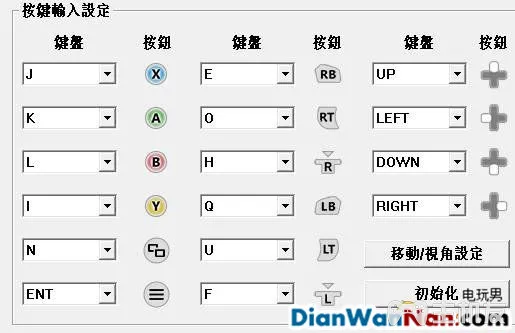 按鍵輸入設定
鍵盤 按鈕 鍵盤 按鈕 鍵盤 按鈕
J X E RB UP
K A O RT LEFT
L B H R DOWN
I Y Q LB RIGHT
N U LT 移動/視角設定
ENT F L 初始化
电玩男
DianWanNan.com